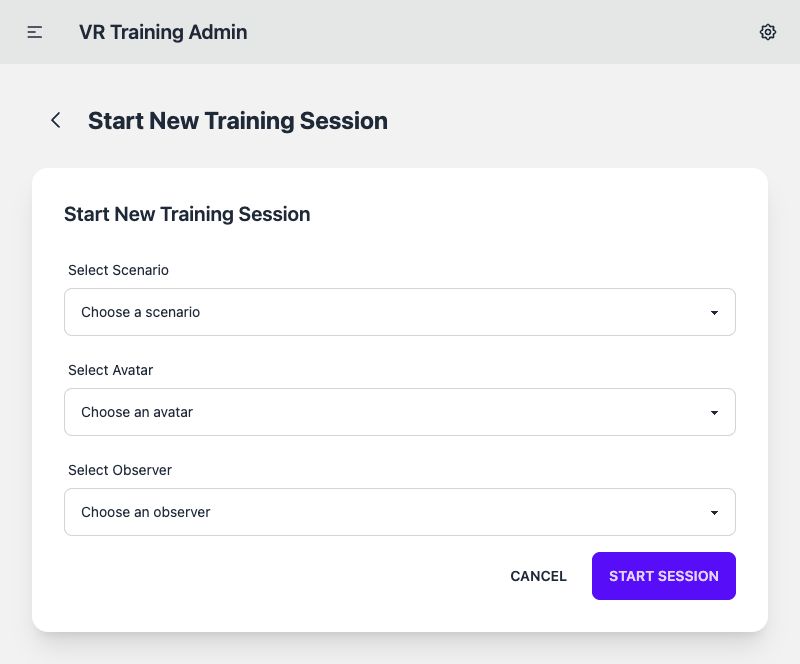 VR Training Admin
Start New Training Session
Start New Training Session
Select Scenario
Choose a scenario
Select Avatar
Choose an avatar
Select Observer
Choose an observer
CANCEL
START SESSION